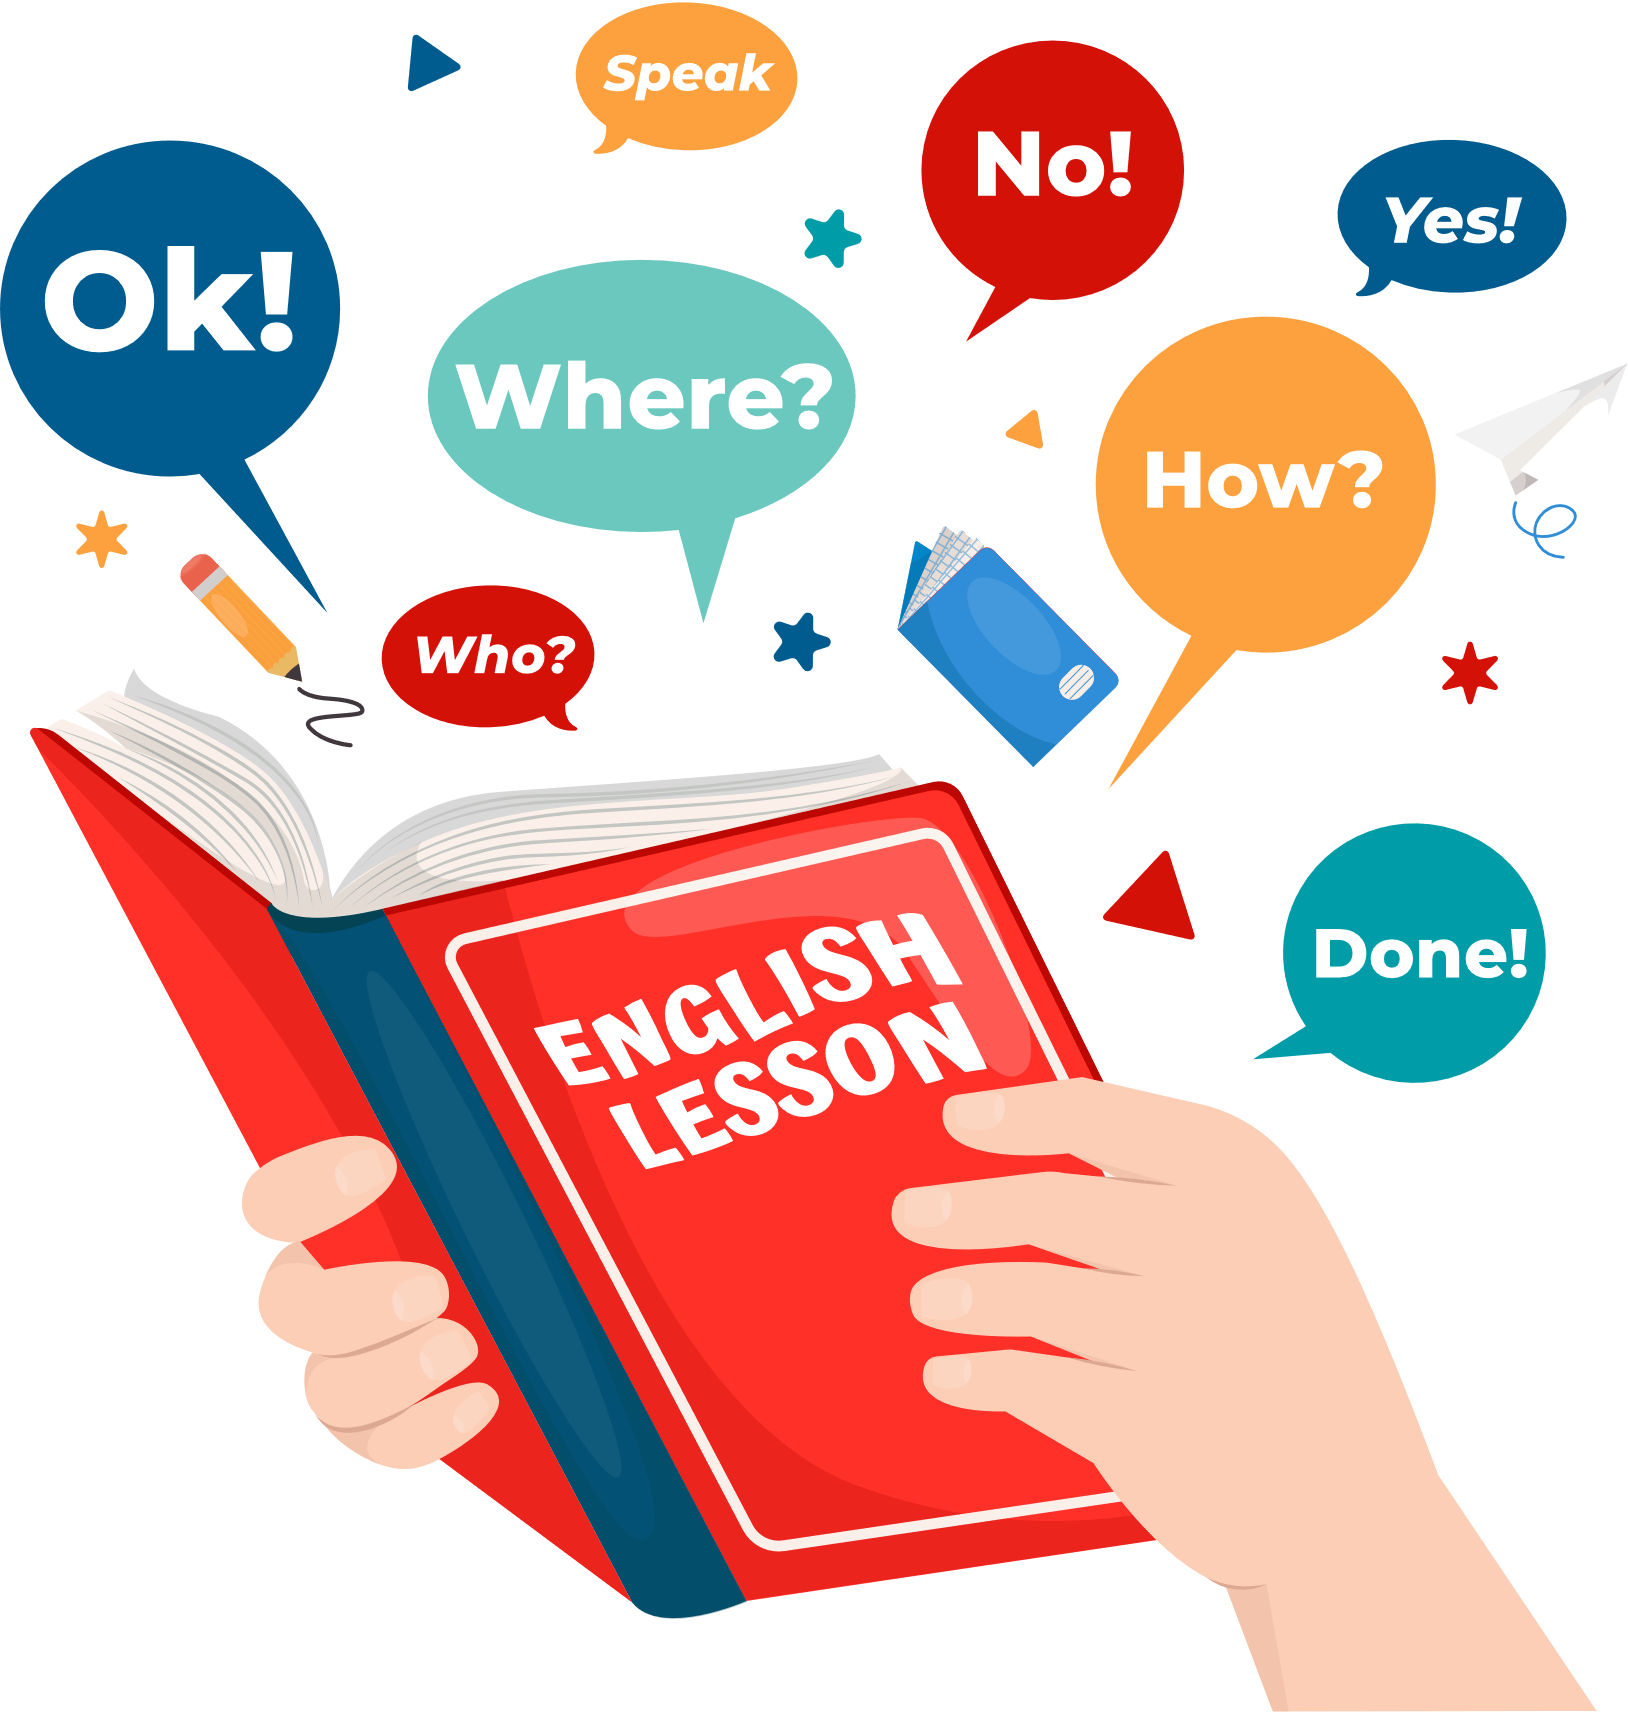 Speak
No!
Yes!
Ok!
Where?
How?
Who?
Done!
ENGLISH
LESSON